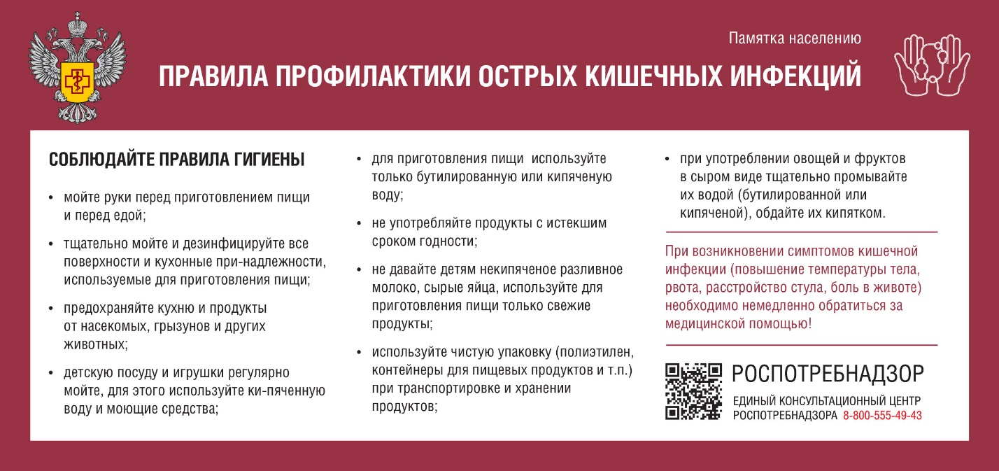 Памятка населению
ПРАВИЛА ПРОФИЛАКТИКИ ОСТРЫХ КИШЕЧНЫХ ИНФЕКЦИЙ
СОБЛЮДАЙТЕ ПРАВИЛА ГИГИЕНЫ
• мойте руки перед приготовлением пищи
и перед едой;
• тщательно мойте и дезинфицируйте все
поверхности и кухонные при-надлежности,
используемые для приготовления пищи;
• предохраняйте кухню и продукты
от насекомых, грызунов и других
животных;
• детскую посуду и игрушки регулярно
мойте, для этого используйте ки-пяченную
воду и моющие средства;
• для приготовления пищи используйте
только бутилированную или кипяченую
воду;
• не употребляйте продукты с истекшим
сроком годности;
• не давайте детям некипяченое разливное
молоко, сырые яйца, используйте для
приготовления пищи только свежие
продукты;
• используйте чистую упаковку (полиэтилен,
контейнеры для пищевых продуктов и т.п.)
при транспортировке и хранении
продуктов;
• при употреблении овощей и фруктов
в сыром виде тщательно промывайте
их водой (бутилированной или
кипяченой), обдайте их кипятком.
При возникновении симптомов кишечной
инфекции (повышение температуры тела,
рвота, расстройство стула, боль в животе)
необходимо немедленно обратиться за
медицинской помощью!
РОСПОТРЕБНАДЗОР
ЕДИНЫЙ КОНСУЛЬТАЦИОННЫЙ ЦЕНТР
РОСПОТРЕБНАДЗОРА 8-800-555-49-43